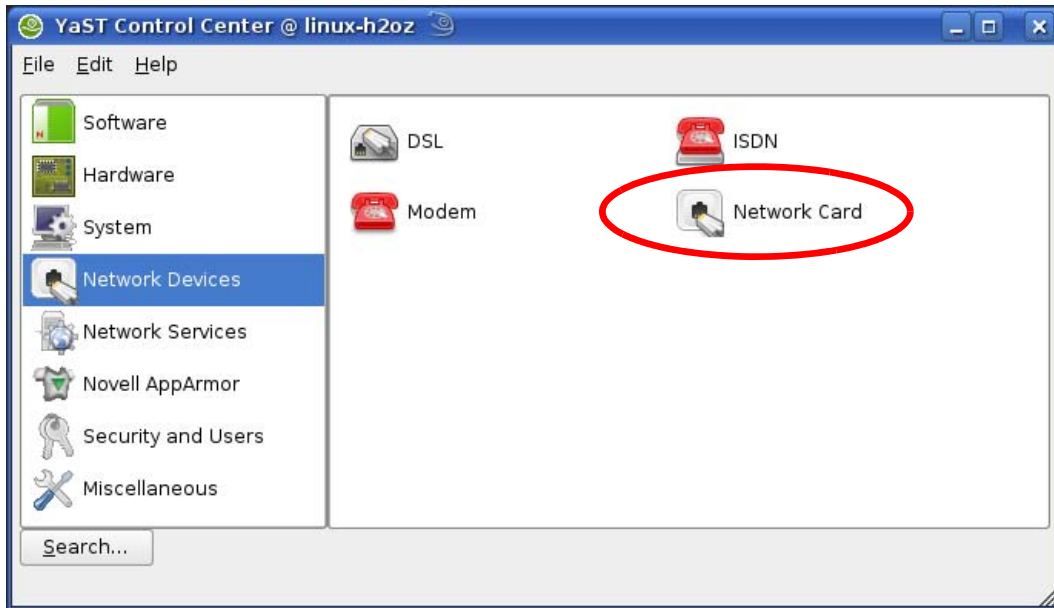 YaST Control Center @ linux-h2oz
File Edit Help
Software
Hardware
System
Network Devices
Network Services
Novell AppArmor
Security and Users
Miscellaneous
Search...
DSL
ISDN
Modem
Network Card